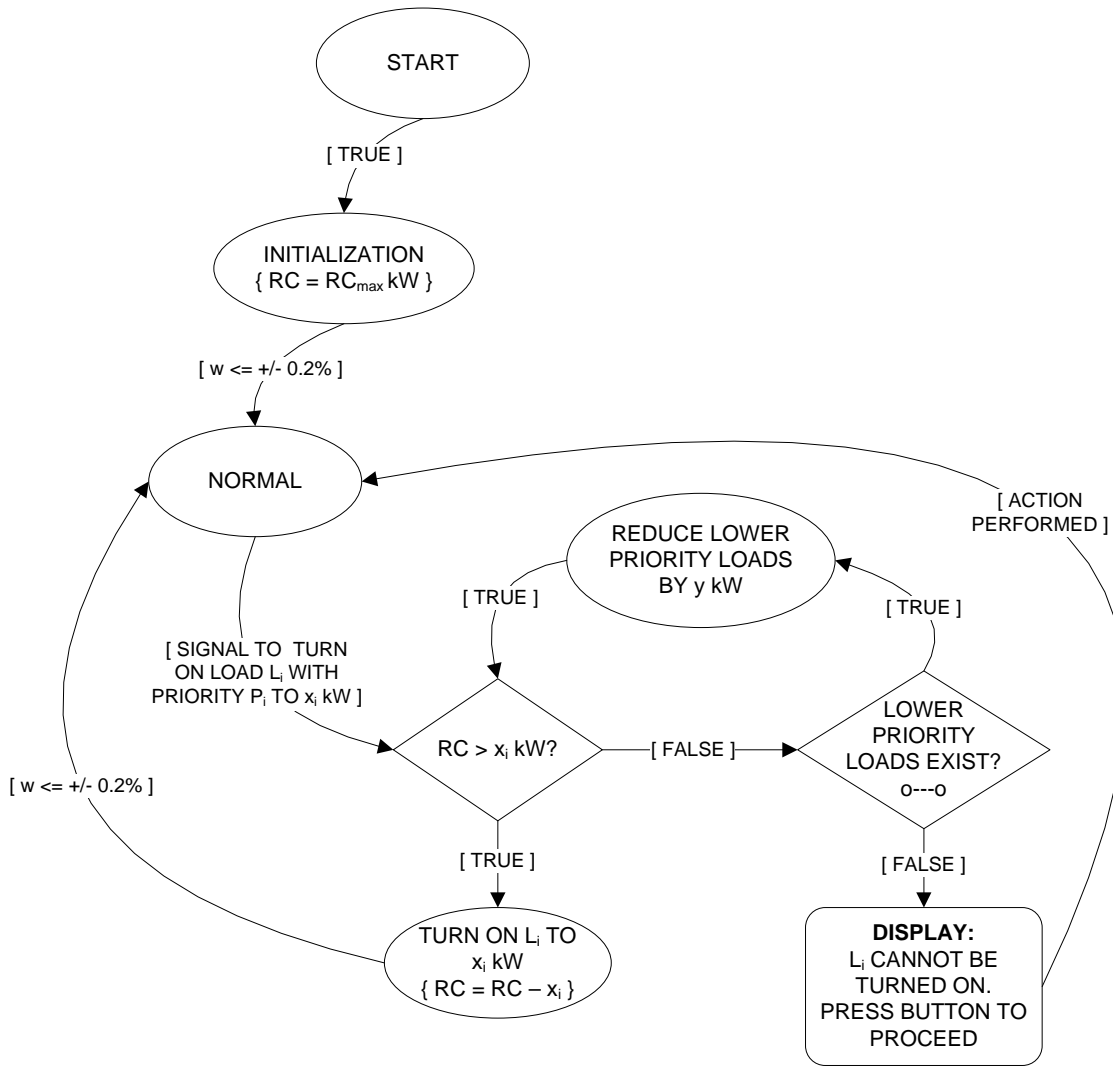 START
[ TRUE ]
INITIALIZATION
{ RC = RCmax kW }
[ w <= +/- 0.2% ]
NORMAL
[ ACTION
PERFORMED ]
REDUCE LOWER
PRIORITY LOADS
BY y kW
[ TRUE ]
[ TRUE ]
[ SIGNAL TO TURN
ON LOAD Li WITH
PRIORITY Pi TO xi kW ]
RC > xi kW?
[ FALSE ]
LOWER
PRIORITY
LOADS EXIST?
o---o
[ w <= +/- 0.2% ]
[ TRUE ]
[ FALSE ]
TURN ON Li TO
xi kW
{ RC = RC – xi }
DISPLAY:
Li CANNOT BE
TURNED ON.
PRESS BUTTON TO
PROCEED